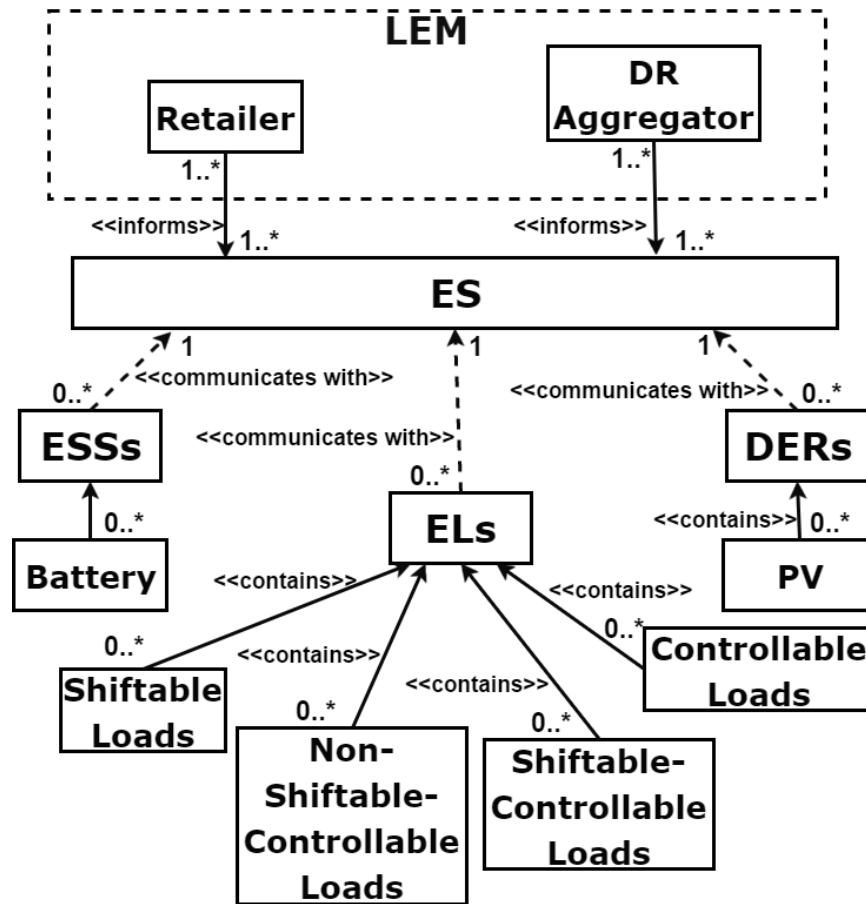 LEM
Retailer
DR
Aggregator
1..*
1..*
<<informs>>
<<informs>>
1..*
1..*
ES
1
1
1
<<communicates with>>
<<communicates with>>
0..*
0..*
ESSs
<<communicates with>>
DERs
0..*
0..*
ELs
<<contains>>
0..*
Battery
<<contains>>
PV
<<contains>>
0..*
0..*
<<contains>>
Controllable
Loads
Shiftable
Loads
<<contains>>
0..*
0..*
Non-
Shiftable-
Controllable
Loads
Shiftable-
Controllable
Loads